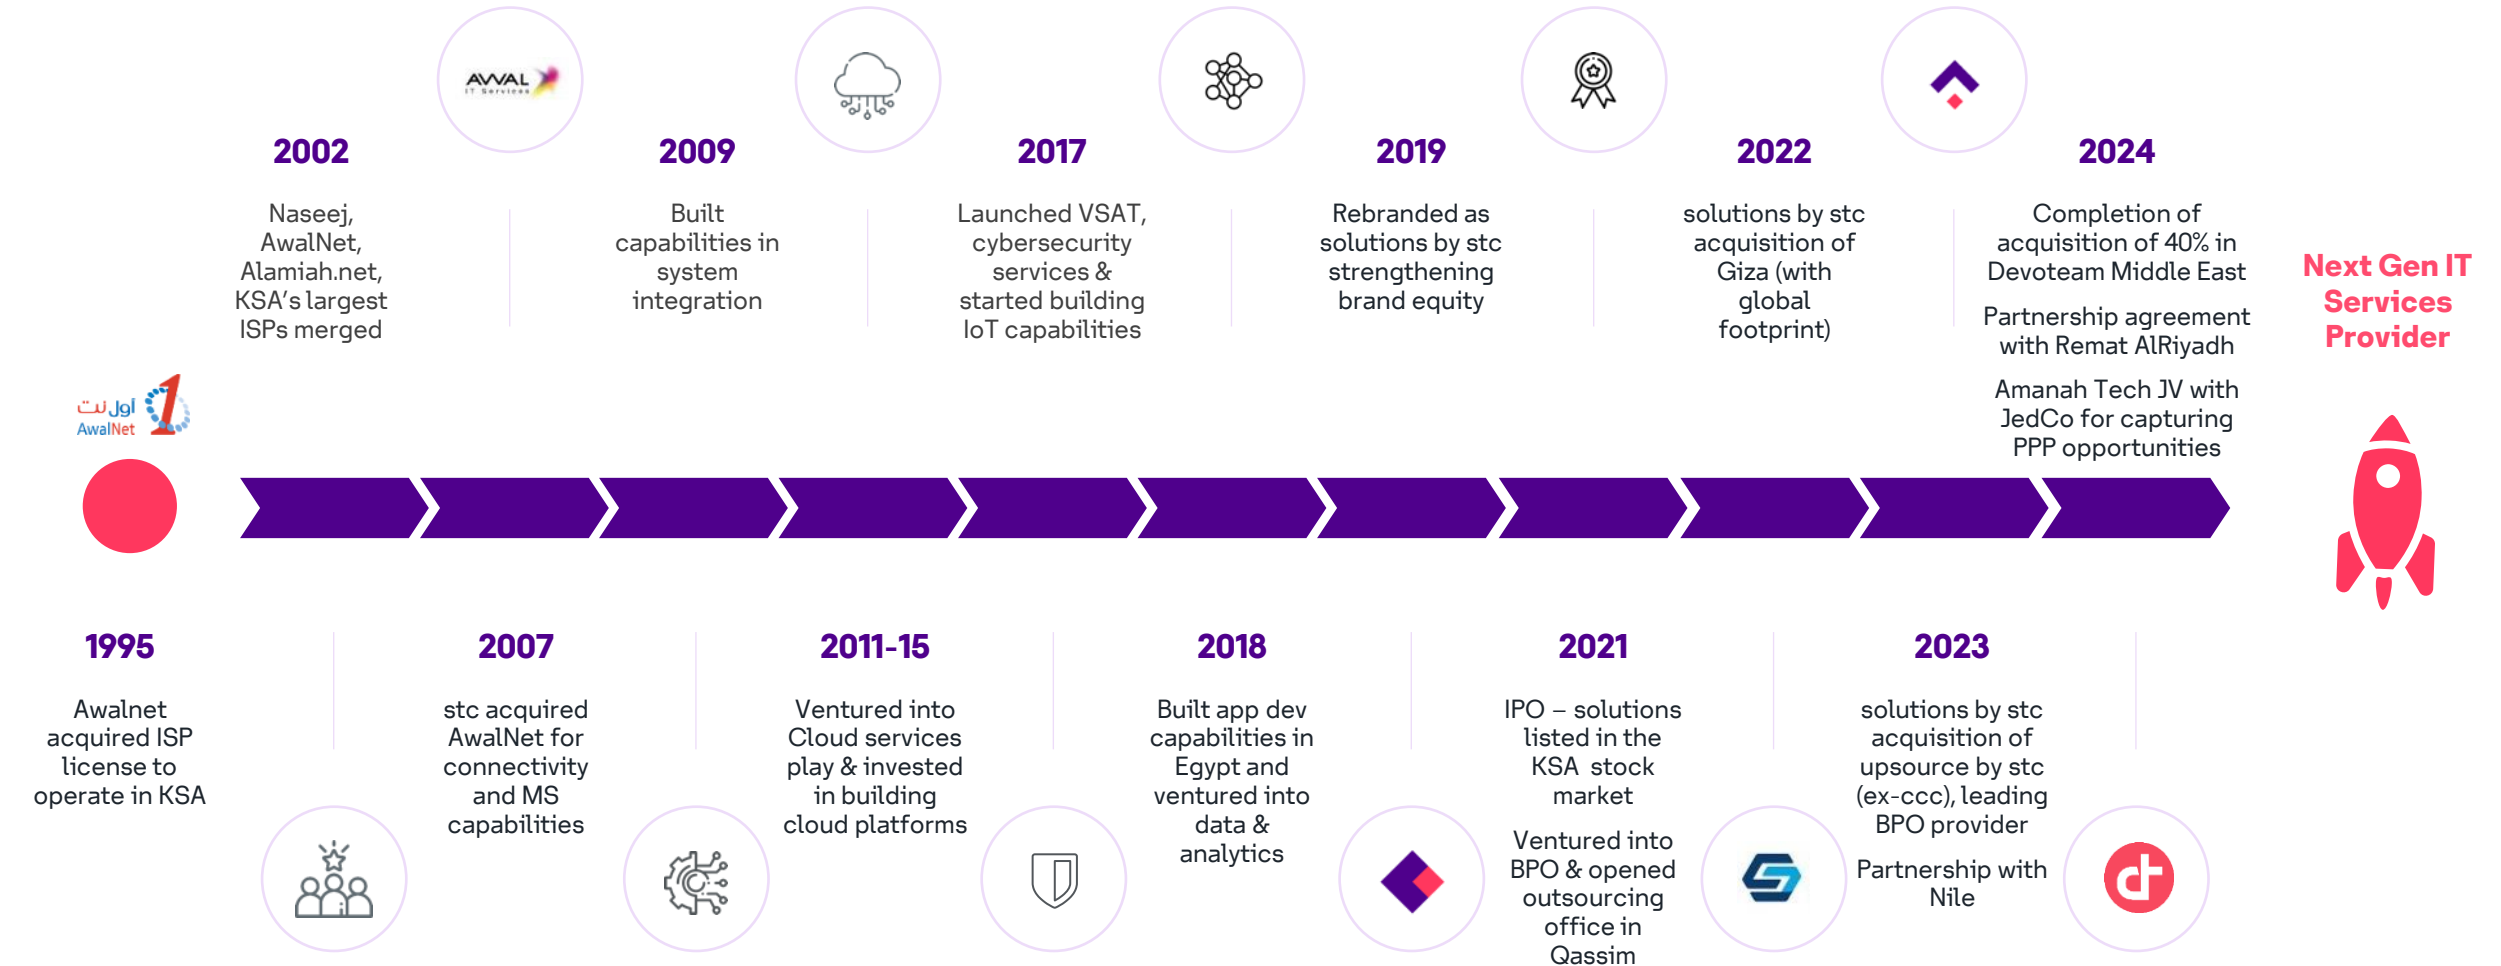 AWAL
IT Services
2002
Naseej,
AwalNet,
Alamiah.net,
KSA's largest
ISPs merged
2009
Built
capabilities in
system
integration
2017
Launched VSAT,
cybersecurity
services &
started building
IoT capabilities
2019
Rebranded as
solutions by stc
strengthening
brand equity
2022
solutions by stc
acquisition of
Giza (with
global
footprint)
2024
Completion of
acquisition of 40% in
Devoteam Middle East
Partnership agreement
with Remat AlRiyadh
Amanah Tech JV with
JedCo for capturing
PPP opportunities
Next Gen IT
Services
Provider
أول نت
AwalNet
1
1995
Awalnet
acquired ISP
license to
operate in KSA
2007
stc acquired
AwalNet for
connectivity
and MS
capabilities
2011-15
Ventured into
Cloud services
play & invested
in building
cloud platforms
2018
Built app dev
capabilities in
Egypt and
ventured into
data &
analytics
2021
IPO – solutions
listed in the
KSA stock
market
Ventured into
BPO & opened
outsourcing
office in
Qassim
2023
solutions by stc
acquisition of
upsource by stc
(ex-ccc), leading
BPO provider
Partnership with
Nile